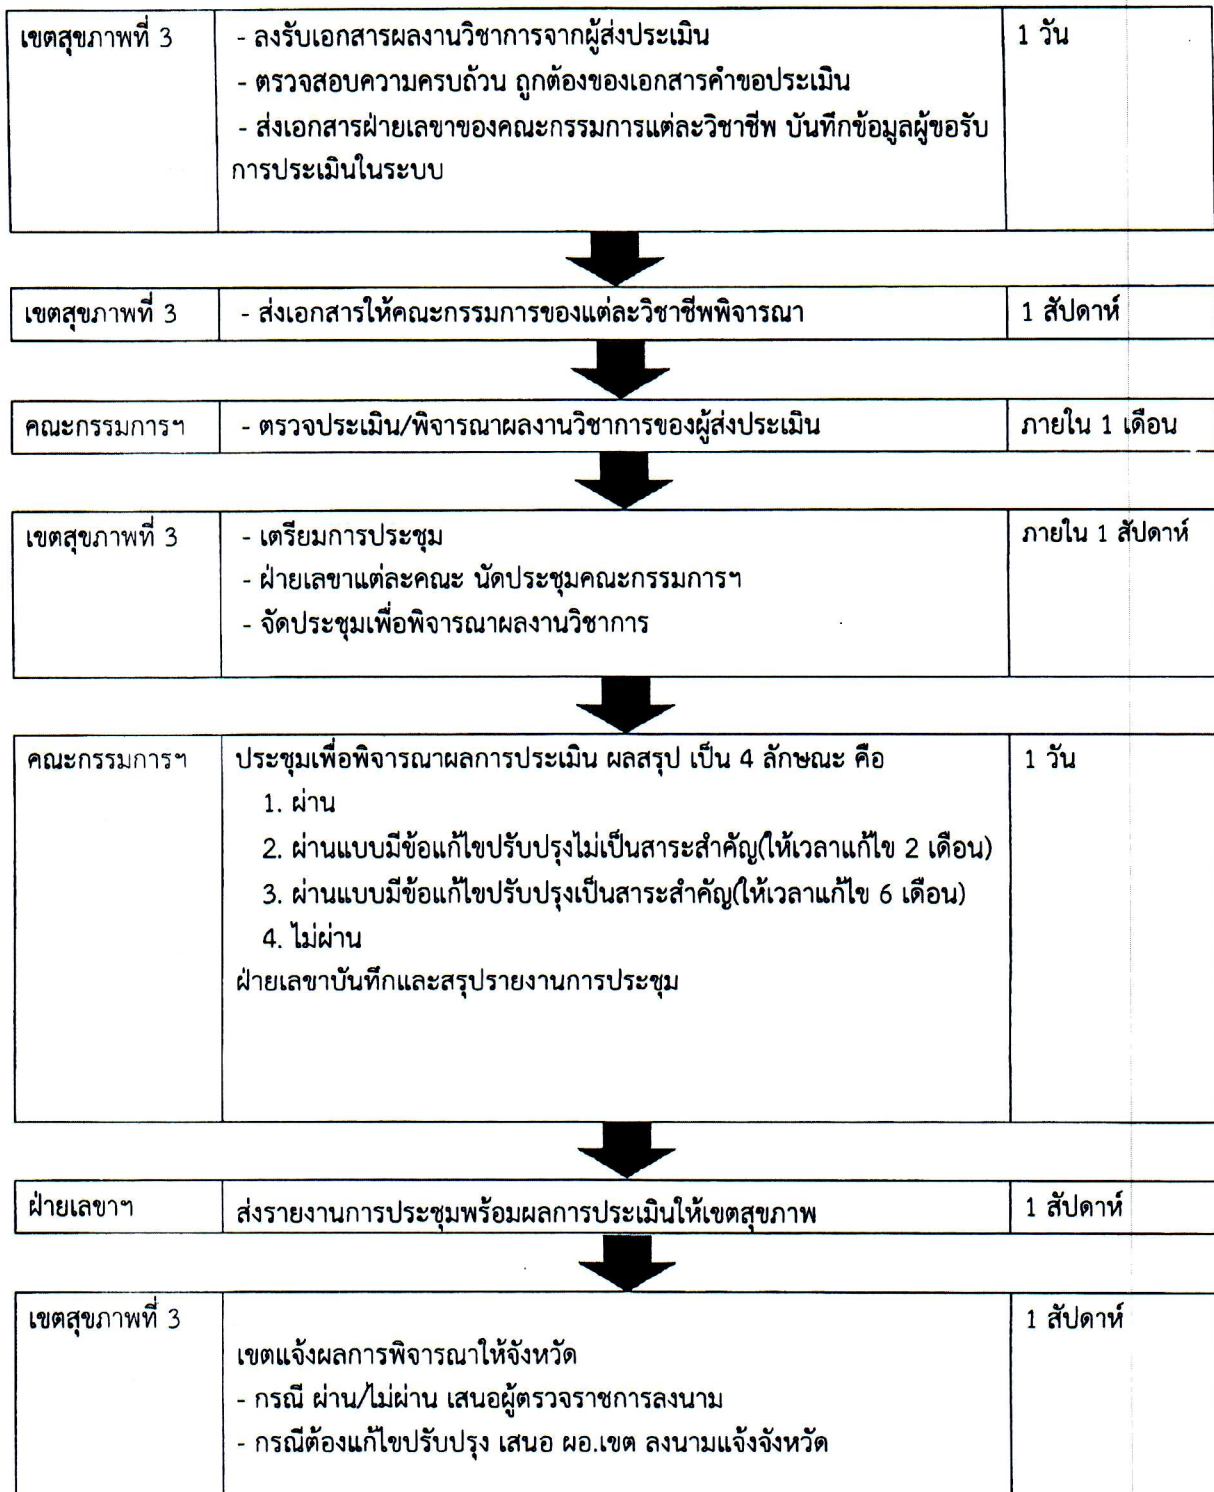 เขตสุขภาพที่ 3
- ลงรับเอกสารผลงานวิชาการจากผู้ส่งประเมิน
- ตรวจสอบความครบถ้วน ถูกต้องของเอกสารคำขอประเมิน
- ส่งเอกสารฝ่ายเลขาของคณะกรรมการแต่ละวิชาชีพ บันทึกข้อมูลผู้ขอรับ
การประเมินในระบบ
1 วัน
เขตสุขภาพที่ 3
- ส่งเอกสารให้คณะกรรมการของแต่ละวิชาชีพพิจารณา
1 สัปดาห์
คณะกรรมการฯ
- ตรวจประเมิน/พิจารณาผลงานวิชาการของผู้ส่งประเมิน
ภายใน 1 เดือน
เขตสุขภาพที่ 3
- เตรียมการประชุม
- ฝ่ายเลขาแต่ละคณะ นัดประชุมคณะกรรมการฯ
- จัดประชุมเพื่อพิจารณาผลงานวิชาการ
ภายใน 1 สัปดาห์
คณะกรรมการฯ
ประชุมเพื่อพิจารณาผลการประเมิน ผลสรุป เป็น 4 ลักษณะ คือ
1. ผ่าน
2. ผ่านแบบมีข้อแก้ไขปรับปรุงไม่เป็นสาระสำคัญ(ให้เวลาแก้ไข 2 เดือน)
3. ผ่านแบบมีข้อแก้ไขปรับปรุงเป็นสาระสำคัญ(ให้เวลาแก้ไข 6 เดือน)
4. ไม่ผ่าน
ฝ่ายเลขาบันทึกและสรุปรายงานการประชุม
1 วัน
ฝ่ายเลขาฯ
ส่งรายงานการประชุมพร้อมผลการประเมินให้เขตสุขภาพ
1 สัปดาห์
เขตสุขภาพที่ 3
เขตแจ้งผลการพิจารณาให้จังหวัด
- กรณี ผ่าน/ไม่ผ่าน เสนอผู้ตรวจราชการลงนาม
- กรณีต้องแก้ไขปรับปรุง เสนอ ผอ.เขต ลงนามแจ้งจังหวัด
1 สัปดาห์